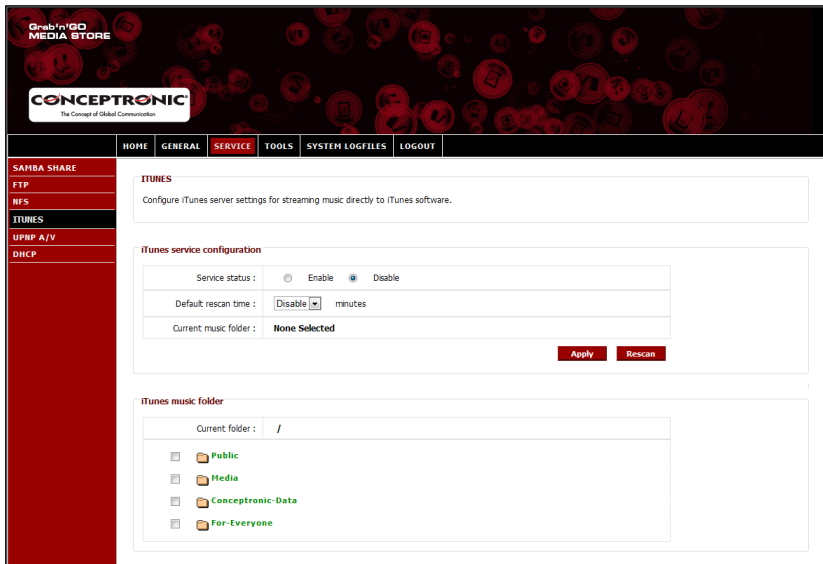 Grab'n'GO
MEDIA STORE
CONCEPTRONIC
The Concept of Global Communication
HOME GENERAL SERVICE TOOLS SYSTEM LOGFILES LOGOUT
SAMBA SHARE
FTP
NFS
ITUNES
UPNP A/V
DHCP
ITUNES
Configure iTunes server settings for streaming music directly to iTunes software.
iTunes service configuration
Service status : Enable Disable
Default rescan time : Disable minutes
Current music folder : None Selected
Apply Rescan
iTunes music folder
Current folder : /
Public
Media
Conceptronic-Data
For-Everyone